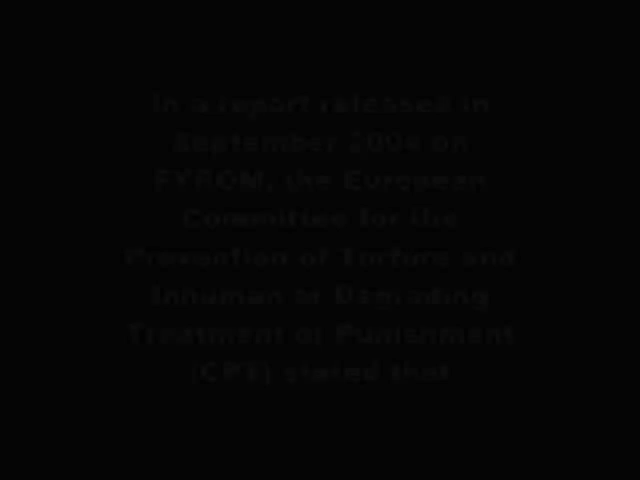 In a report released in
September 2004 on
FYROM, the European
Committee for the
Prevention of Torture and
Inhuman or Degrading
Treatment or Punishment
(CPT) stated that